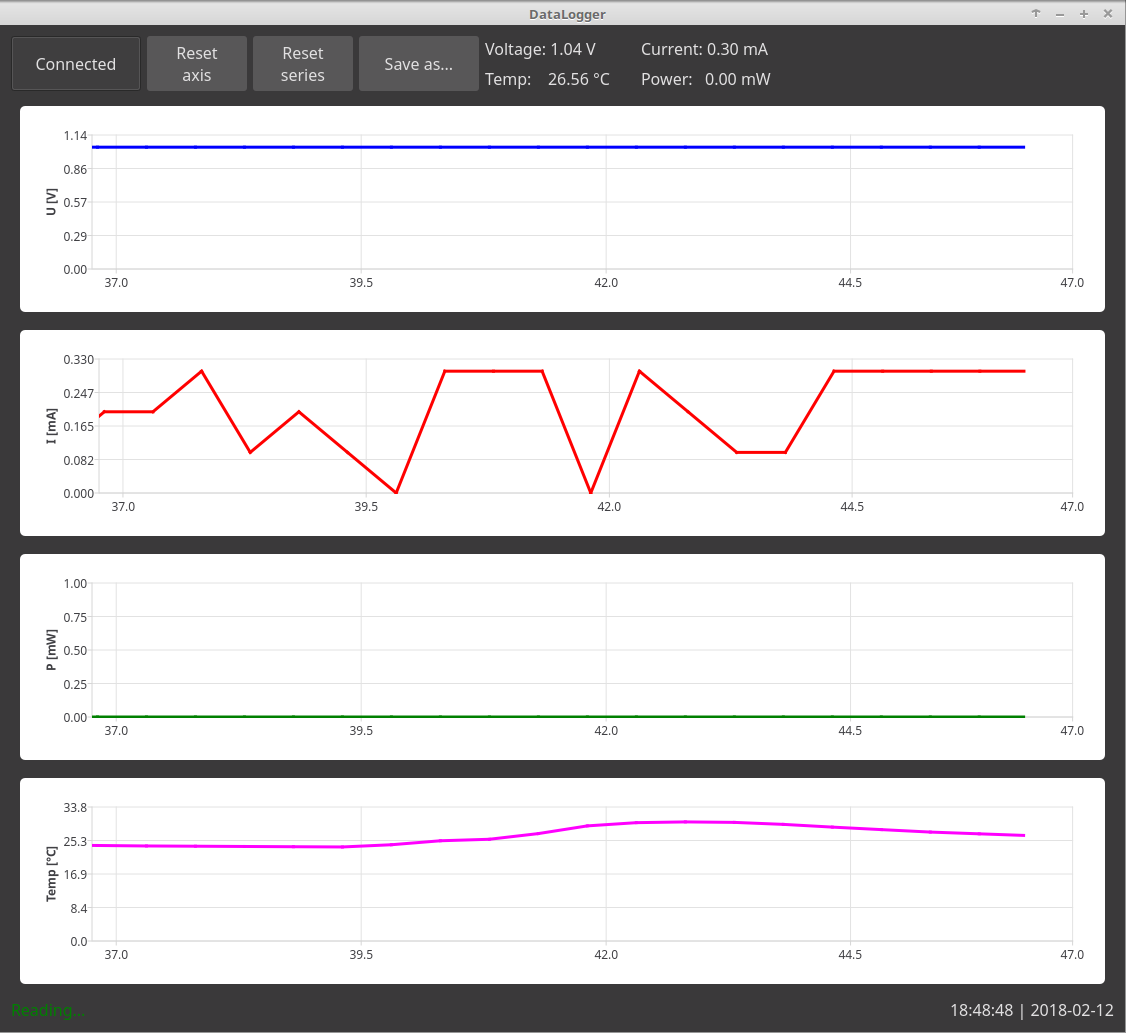 DataLogger
Connected
Reset
axis
Reset
series
Save as...
Voltage: 1.04 V
Current: 0.30 mA
Temp: 26.56 °C
Power: 0.00 mW
U [V]
1.14
0.86
0.57
0.29
0.00
37.0 39.5 42.0 44.5 47.0
I [mA]
0.330
0.247
0.165
0.082
0.000
37.0 39.5 42.0 44.5 47.0
P [mW]
1.00
0.75
0.50
0.25
0.00
37.0 39.5 42.0 44.5 47.0
Temp [°C]
33.8
25.3
16.9
8.4
0.0
37.0 39.5 42.0 44.5 47.0
Reading...
18:48:48 | 2018-02-12